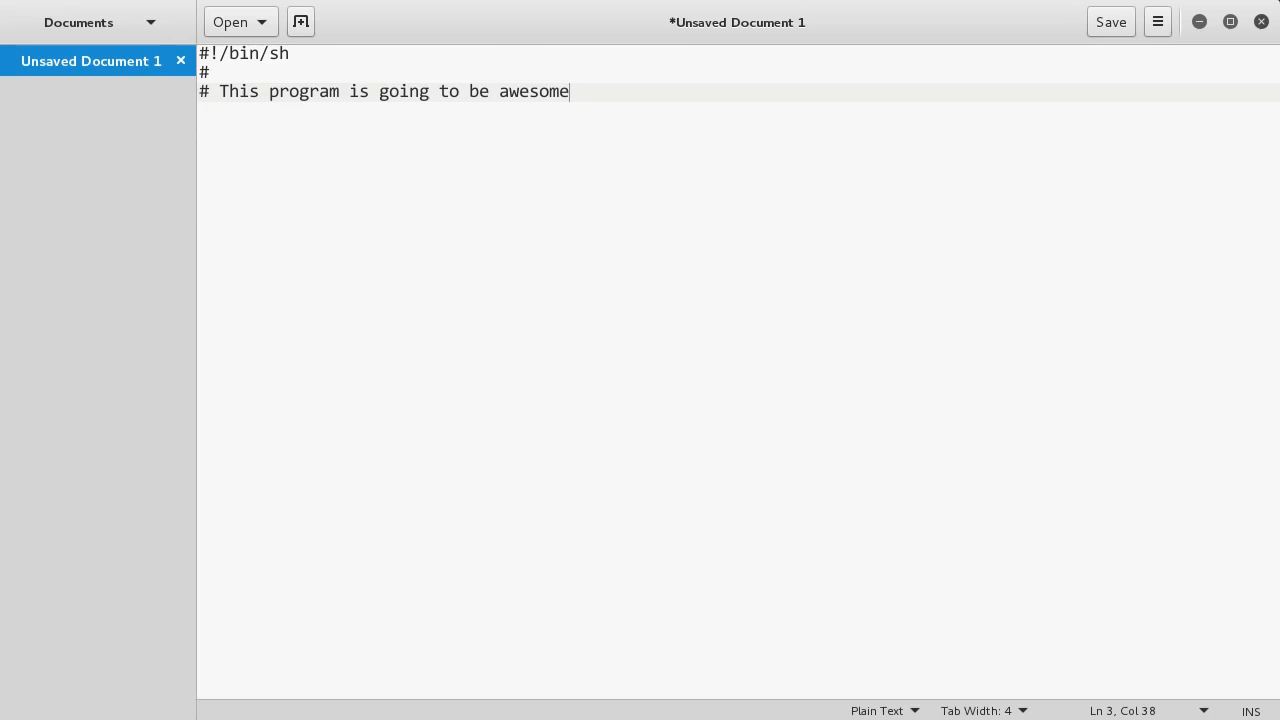 Documents Open *Unsaved Document 1 Save
Unsaved Document 1
#!/bin/sh
#
# This program is going to be awesome
Plain Text Tab Width: 4 Ln 3, Col 38 INS